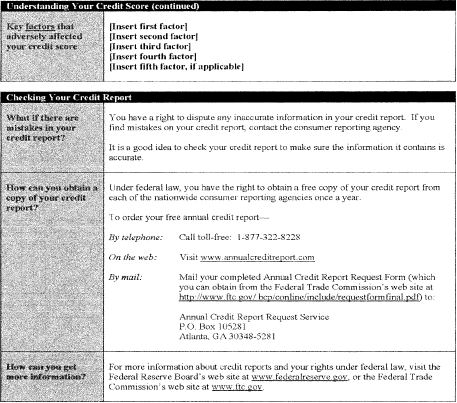 Understanding Your Credit Score (continued)
Key factors that
adversely affected
your credit score
[Insert first factor]
[Insert second factor]
[Insert third factor]
[Insert fourth factor]
[Insert fifth factor, if applicable]
Checking Your Credit Report
What if there are
mistakes in your
credit report?
You have a right to dispute any inaccurate information in your credit report. If you
find mistakes on your credit report, contact the consumer reporting agency.
It is a good idea to check your credit report to make sure the information it contains is
accurate.
How can you obtain a
copy of your credit
report?
Under federal law, you have the right to obtain a free copy of your credit report from
each of the nationwide consumer reporting agencies once a year.
To order your free annual credit report—
By telephone: Call toll-free: 1-877-322-8228
On the web: Visit www.annualcreditreport.com
By mail: Mail your completed Annual Credit Report Request Form (which
you can obtain from the Federal Trade Commission's web site at
http://www.ftc.gov/ bcp/conline/include/requestformfinal.pdf) to:
Annual Credit Report Request Service
P.O. Box 105281
Atlanta, GA 30348-5281
How can you get
more information?
For more information about credit reports and your rights under federal law, visit the
Federal Reserve Board's web site at www.federalreserve.gov, or the Federal Trade
Commission's web site at www.ftc.gov.